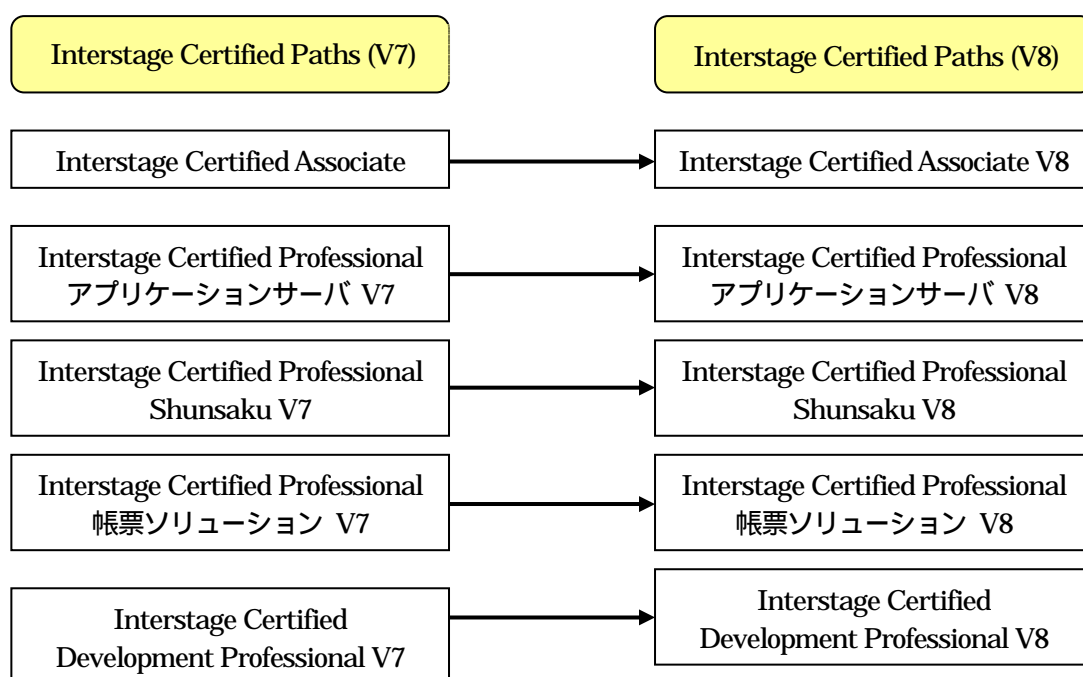 Interstage Certified Paths (V7)
Interstage Certified Paths (V8)
Interstage Certified Associate
Interstage Certified Associate V8
Interstage Certified Professional
アプリケーションサーバ V7
Interstage Certified Professional
アプリケーションサーバ V8
Interstage Certified Professional
Shunsaku V7
Interstage Certified Professional
Shunsaku V8
Interstage Certified Professional
帳票ソリューション V7
Interstage Certified Professional
帳票ソリューション V8
Interstage Certified
Development Professional V7
Interstage Certified
Development Professional V8